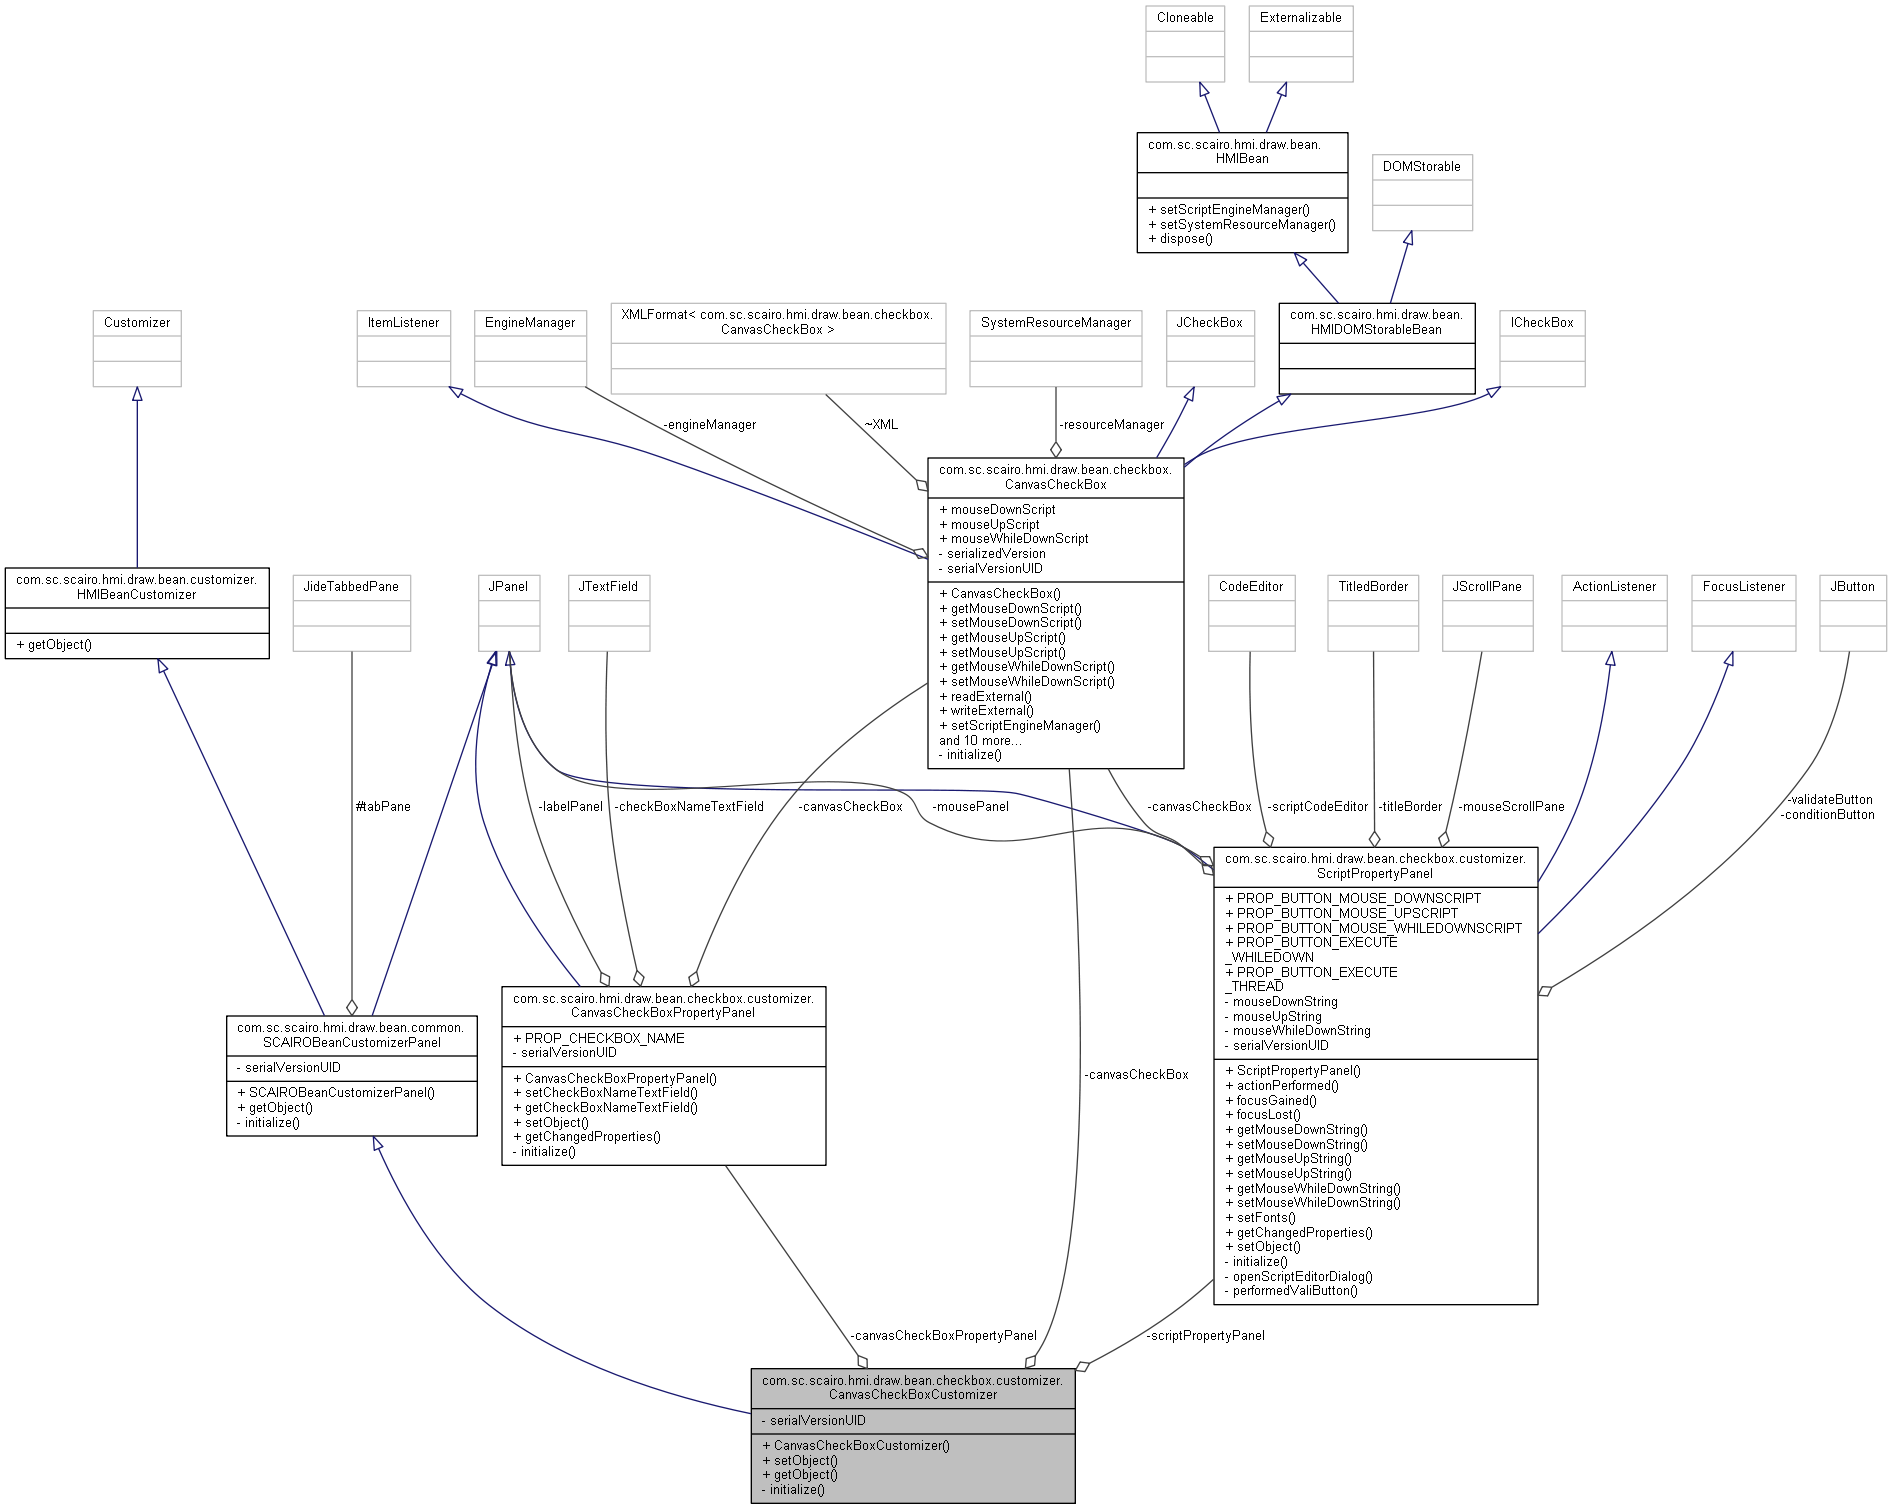 Cloneable
Externalizable
com.sc.scairo.hmi.draw.bean.
HMIBean
+ setScriptEngineManager()
+ setSystemResourceManager()
+ dispose()
DOMStorable
Customizer
ItemListener
EngineManager
XMLFormat< com.sc.scairo.hmi.draw.bean.checkbox.
CanvasCheckBox >
SystemResourceManager
JCheckBox
com.sc.scairo.hmi.draw.bean.
HMIDOMStorableBean
ICheckBox
-engineManager
~XML
-resourceManager
com.sc.scairo.hmi.draw.bean.checkbox.
CanvasCheckBox
+ mouseDownScript
+ mouseUpScript
+ mouseWhileDownScript
- serializedVersion
- serialVersionUID
+ CanvasCheckBox()
+ getMouseDownScript()
+ setMouseDownScript()
+ getMouseUpScript()
+ setMouseUpScript()
+ getMouseWhileDownScript()
+ setMouseWhileDownScript()
+ readExternal()
+ writeExternal()
+ setScriptEngineManager()
and 10 more...
- initialize()
com.sc.scairo.hmi.draw.bean.customizer.
HMIBeanCustomizer
+ getObject()
JideTabbedPane
JPanel
JTextField
CodeEditor
TitledBorder
JScrollPane
ActionListener
FocusListener
JButton
#tabPane
-labelPanel
-checkBoxNameTextField
-canvasCheckBox
-mousePanel
-canvasCheckBox
-scriptCodeEditor
-titleBorder
-mouseScrollPane
-validateButton
-conditionButton
com.sc.scairo.hmi.draw.bean.checkbox.customizer.
ScriptPropertyPanel
+ PROP_BUTTON_MOUSE_DOWNSCRIPT
+ PROP_BUTTON_MOUSE_UPSCRIPT
+ PROP_BUTTON_MOUSE_WHILEDOWNSCRIPT
+ PROP_BUTTON_EXECUTE
_WHILEDOWN
+ PROP_BUTTON_EXECUTE
_THREAD
- mouseDownString
- mouseUpString
- mouseWhileDownString
- serialVersionUID
+ ScriptPropertyPanel()
+ actionPerformed()
+ focusGained()
+ focusLost()
+ getMouseDownString()
+ setMouseDownString()
+ getMouseUpString()
+ setMouseUpString()
+ getMouseWhileDownString()
+ setMouseWhileDownString()
+ setFonts()
+ getChangedProperties()
+ setObject()
- initialize()
- openScriptEditorDialog()
- performedValiButton()
com.sc.scairo.hmi.draw.bean.common.
SCAIROBeanCustomizerPanel
- serialVersionUID
+ SCAIROBeanCustomizerPanel()
+ getObject()
- initialize()
com.sc.scairo.hmi.draw.bean.checkbox.customizer.
CanvasCheckBoxPropertyPanel
+ PROP_CHECKBOX_NAME
- serialVersionUID
+ CanvasCheckBoxPropertyPanel()
+ setCheckBoxNameTextField()
+ getCheckBoxNameTextField()
+ setObject()
+ getChangedProperties()
- initialize()
-canvasCheckBox
-canvasCheckBoxPropertyPanel
-scriptPropertyPanel
com.sc.scairo.hmi.draw.bean.checkbox.customizer.
CanvasCheckBoxCustomizer
- serialVersionUID
+ CanvasCheckBoxCustomizer()
+ setObject()
+ getObject()
- initialize()